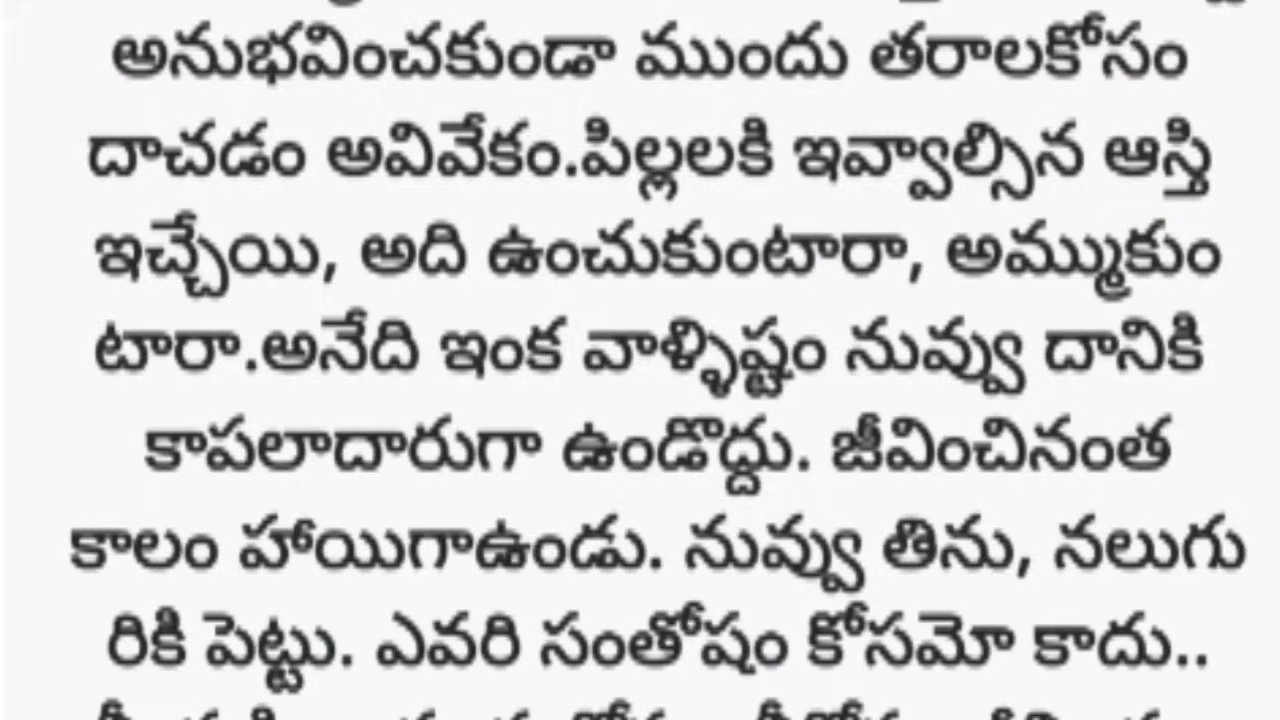 అనుభవించకుండా ముందు తరాలకోసం
దాచడం అవివేకం.పిల్లలకి ఇవ్వాల్సిన ఆస్తి
ఇచ్చేయి, అది ఉంచుకుంటారా, అమ్ముకుం
టారా.అనేది ఇంక వాళ్ళిష్టం నువ్వు దానికి
కాపలాదారుగా ఉండొద్దు. జీవించినంత
కాలం హాయిగాఉండు. నువ్వు తిను, నలుగు
రికి పెట్టు. ఎవరి సంతోషం కోసమో కాదు..